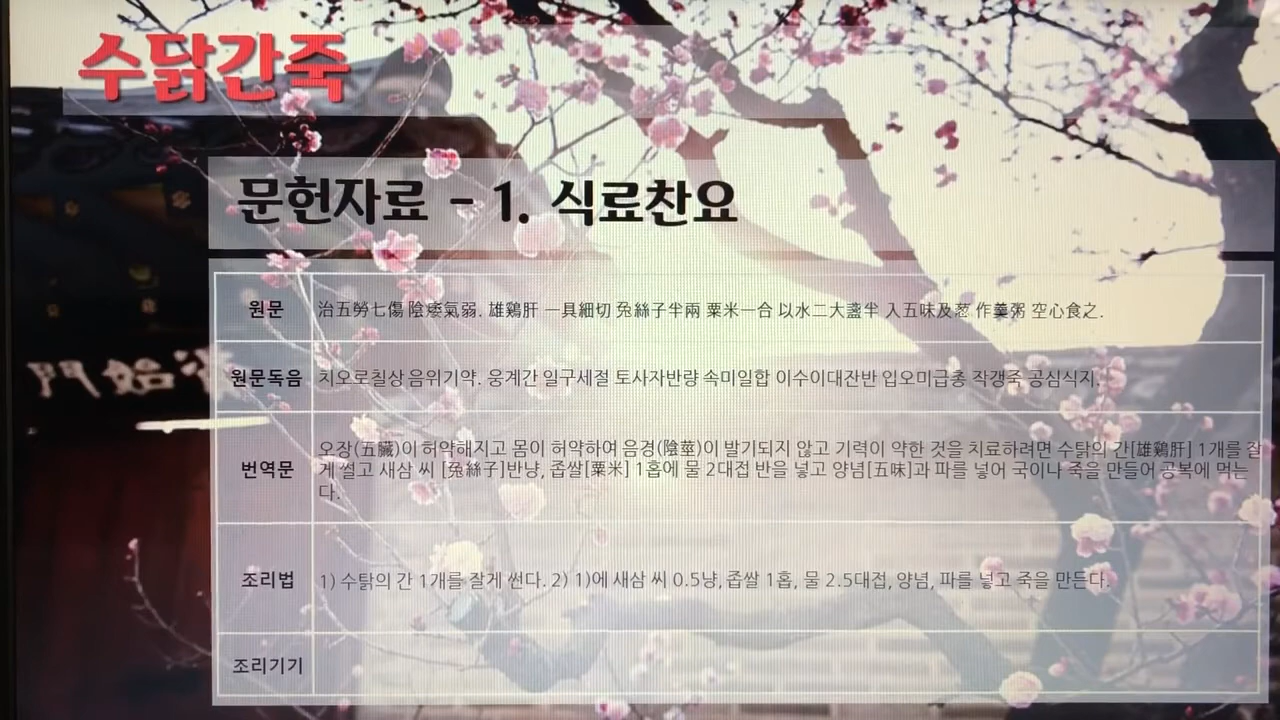 수닭간죽
문헌자료 - 1. 식료찬요
원문 治五勞七傷 陰痿氣弱. 雄鷄肝 一具細切 兔絲子半兩 粟米一合 以水二大盞半 入五味及葱 作羹粥 空心食之.
원문독음 치오로칠상 음위기약. 웅계간 일구세절 토사자반량 속미일합 이수이대잔반 입오미급총 작갱죽 공심식지.
번역문 오장(五臟)이 허약해지고 몸이 허약하여 음경(陰莖)이 발기되지 않고 기력이 약한 것을 치료하려면 수탉의 간[雄鷄肝] 1개를 잘
게 썰고 새삼 씨 [兔絲子]반냥, 좁쌀[粟米] 1홉에 물 2대접 반을 넣고 양념[五味]과 파를 넣어 국이나 죽을 만들어 공복에 먹는
다.
조리법 1) 수탉의 간 1개를 잘게 썬다. 2) 1)에 새삼 씨 0.5냥, 좁쌀 1홉, 물 2.5대접, 양념, 파를 넣고 죽을 만든다.
조리기기